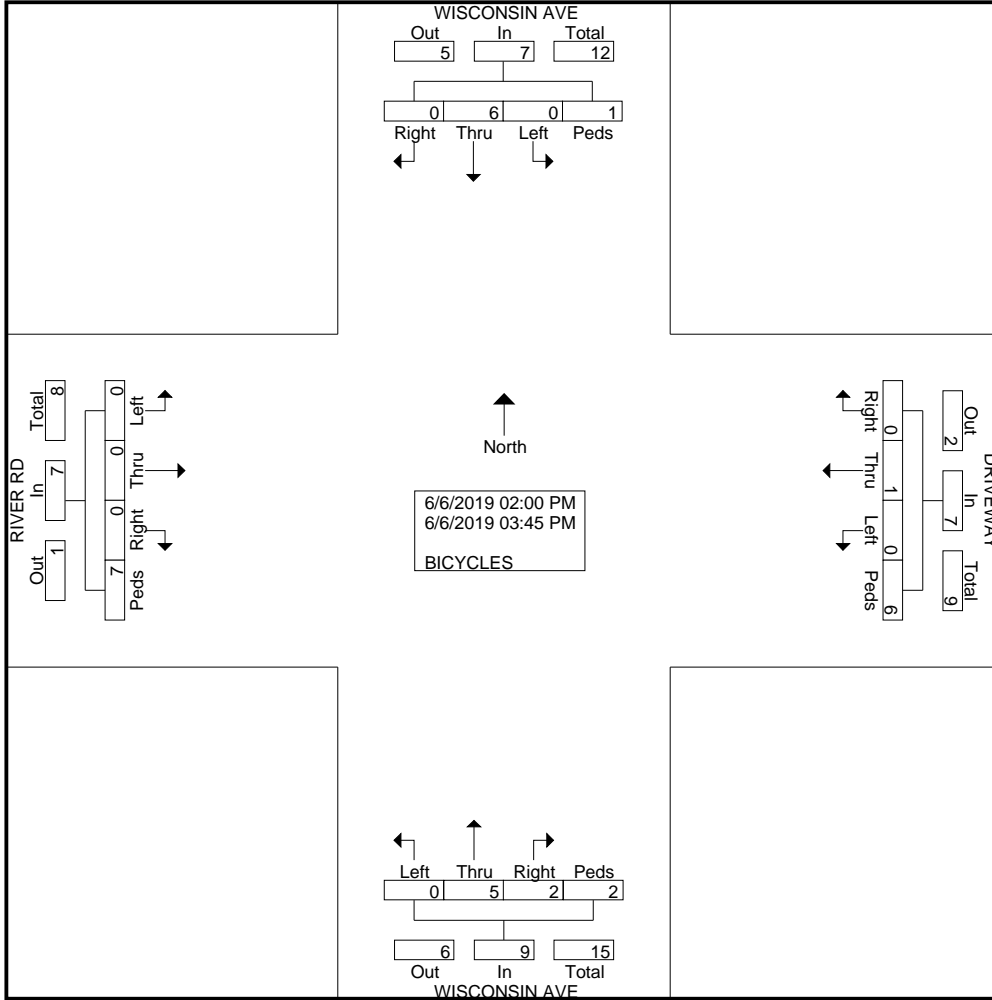 WISCONSIN AVE
Out In Total
5 7 12
0 6 0 1
Right Thru Left Peds
RIVER RD
Total In Out
8 7 1
0 0 0 7
Left Thru Right Peds
North
6/6/2019 02:00 PM
6/6/2019 03:45 PM
BICYCLES
Right Thru Left Peds
0 1 0 6
Out In Total
2 7 9
DRIVEWAY
Left Thru Right Peds
0 5 2 2
6 9 15
Out In Total
WISCONSIN AVE